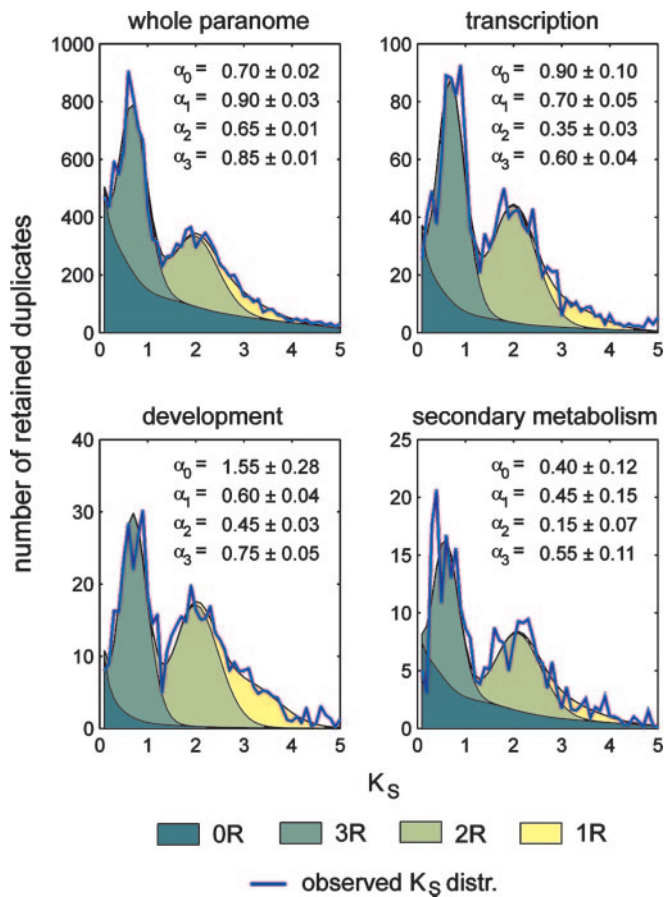 whole paranome
1000
800
600
400
200
0
α0 = 0.70 ± 0.02
α1 = 0.90 ± 0.03
α2 = 0.65 ± 0.01
α3 = 0.85 ± 0.01
0 1 2 3 4 5
transcription
100
80
60
40
20
0
α0 = 0.90 ± 0.10
α1 = 0.70 ± 0.05
α2 = 0.35 ± 0.03
α3 = 0.60 ± 0.04
0 1 2 3 4 5
number of retained duplicates
development
40
30
20
10
0
α0 = 1.55 ± 0.28
α1 = 0.60 ± 0.04
α2 = 0.45 ± 0.03
α3 = 0.75 ± 0.05
0 1 2 3 4 5
secondary metabolism
25
20
15
10
5
0
α0 = 0.40 ± 0.12
α1 = 0.45 ± 0.15
α2 = 0.15 ± 0.07
α3 = 0.55 ± 0.11
0 1 2 3 4 5
KS
0R 3R 2R 1R
observed KS distr.